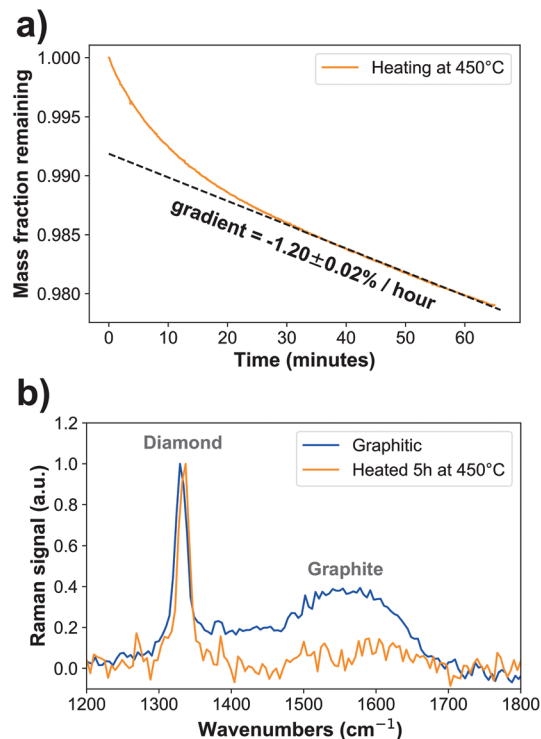 a)
1.000
0.995
0.990
0.985
0.980
Mass fraction remaining
Heating at 450°C
gradient = -1.20±0.02% / hour
0
10
20
30
40
50
60
Time (minutes)
b)
1.2
1.0
0.8
0.6
0.4
0.2
0.0
Raman signal (a.u.)
Diamond
Graphitic
Heated 5h at 450°C
Graphite
1200
1300
1400
1500
1600
1700
1800
Wavenumbers (cm⁻¹)